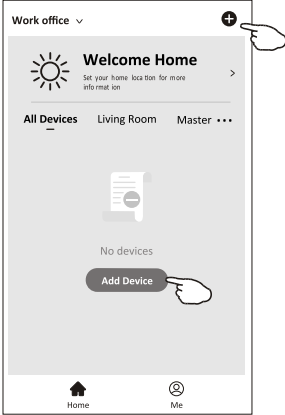 Work office
Welcome Home
Set your home loca tion for more
info rmat ion
All Devices Living Room Master
No devices
Add Device
Home Me